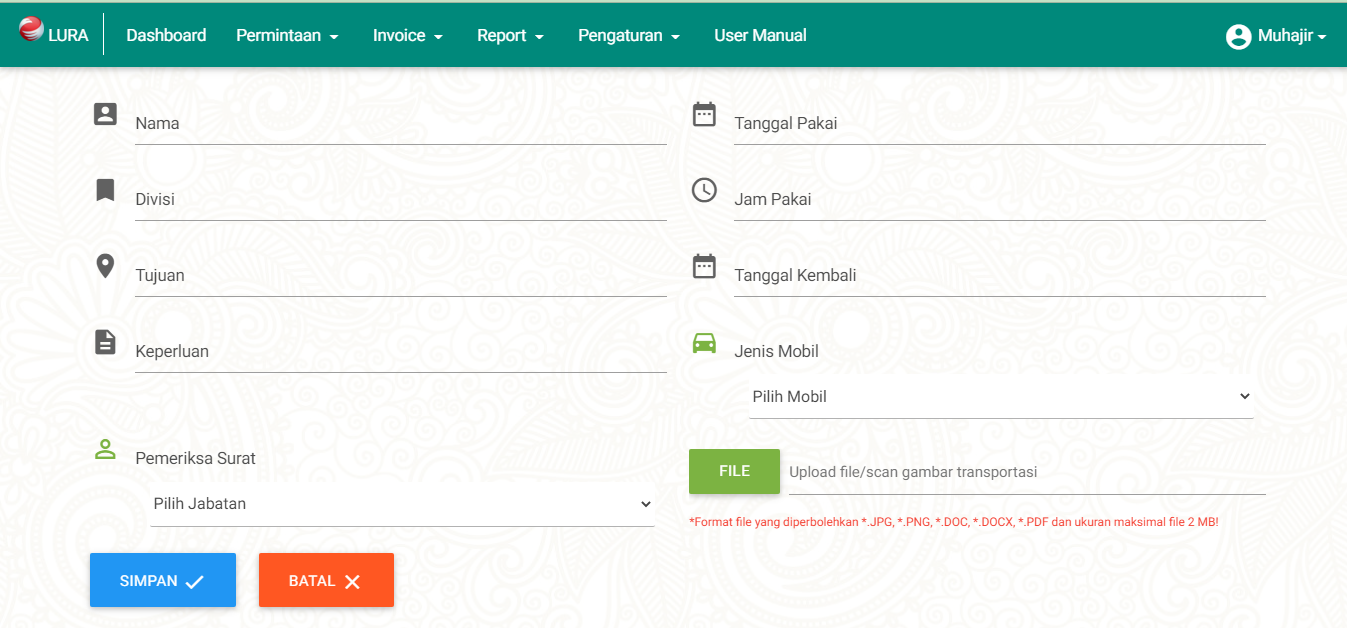 LURA Dashboard Permintaan Invoice Report Pengaturan User Manual Muhajir
Nama
Tanggal Pakai
Divisi
Jam Pakai
Tujuan
Tanggal Kembali
Keperluan
Jenis Mobil
Pilih Mobil
Pemeriksa Surat
Pilih Jabatan
FILE Upload file/scan gambar transportasi
*Format file yang diperbolehkan *.JPG, *.PNG, *.DOC, *.DOCX, *.PDF dan ukuran maksimal file 2 MB!
SIMPAN BATAL